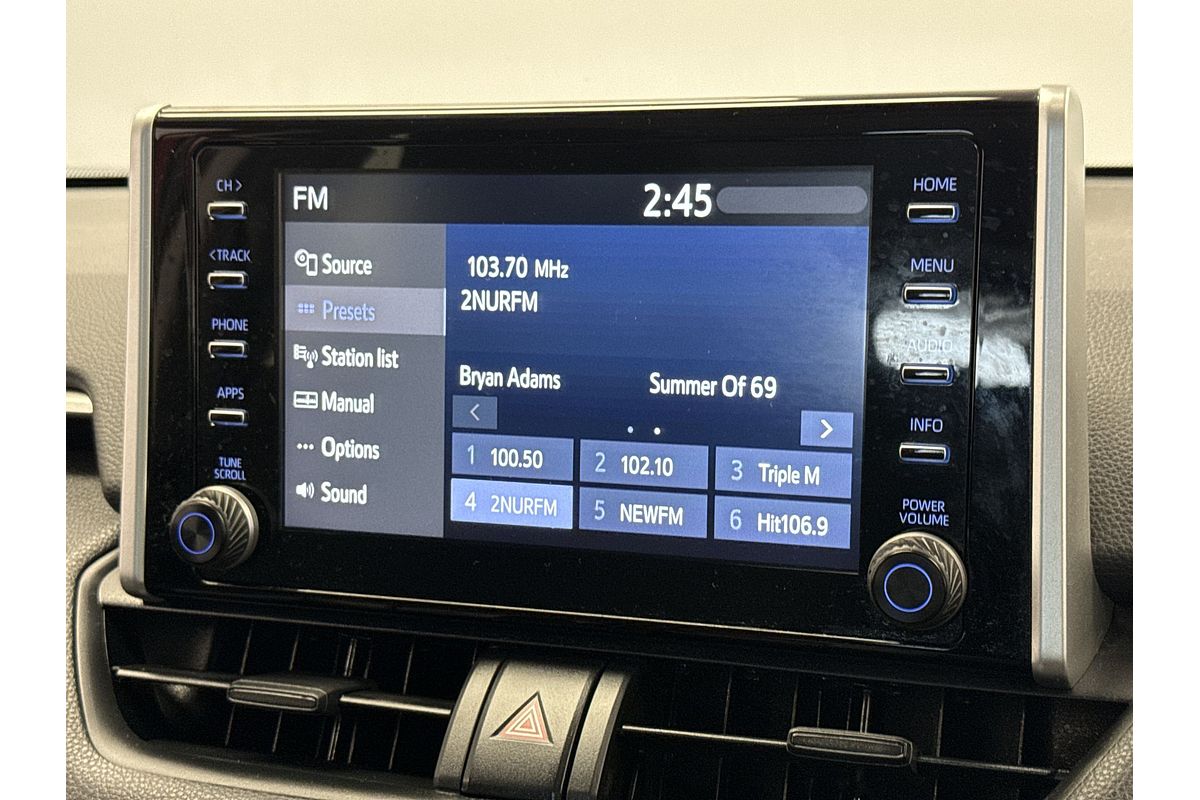 CH >
< TRACK
PHONE
APPS
TUNE
SCROLL
FM
2:45
Source
Presets
Station list
Manual
Options
Sound
103.70 MHz
2NURFM
Bryan Adams
Summer Of 69
<
>
1 100.50
2 102.10
3 Triple M
4 2NURFM
5 NEWFM
6 Hit106.9
HOME
MENU
AUDIO
INFO
POWER
VOLUME